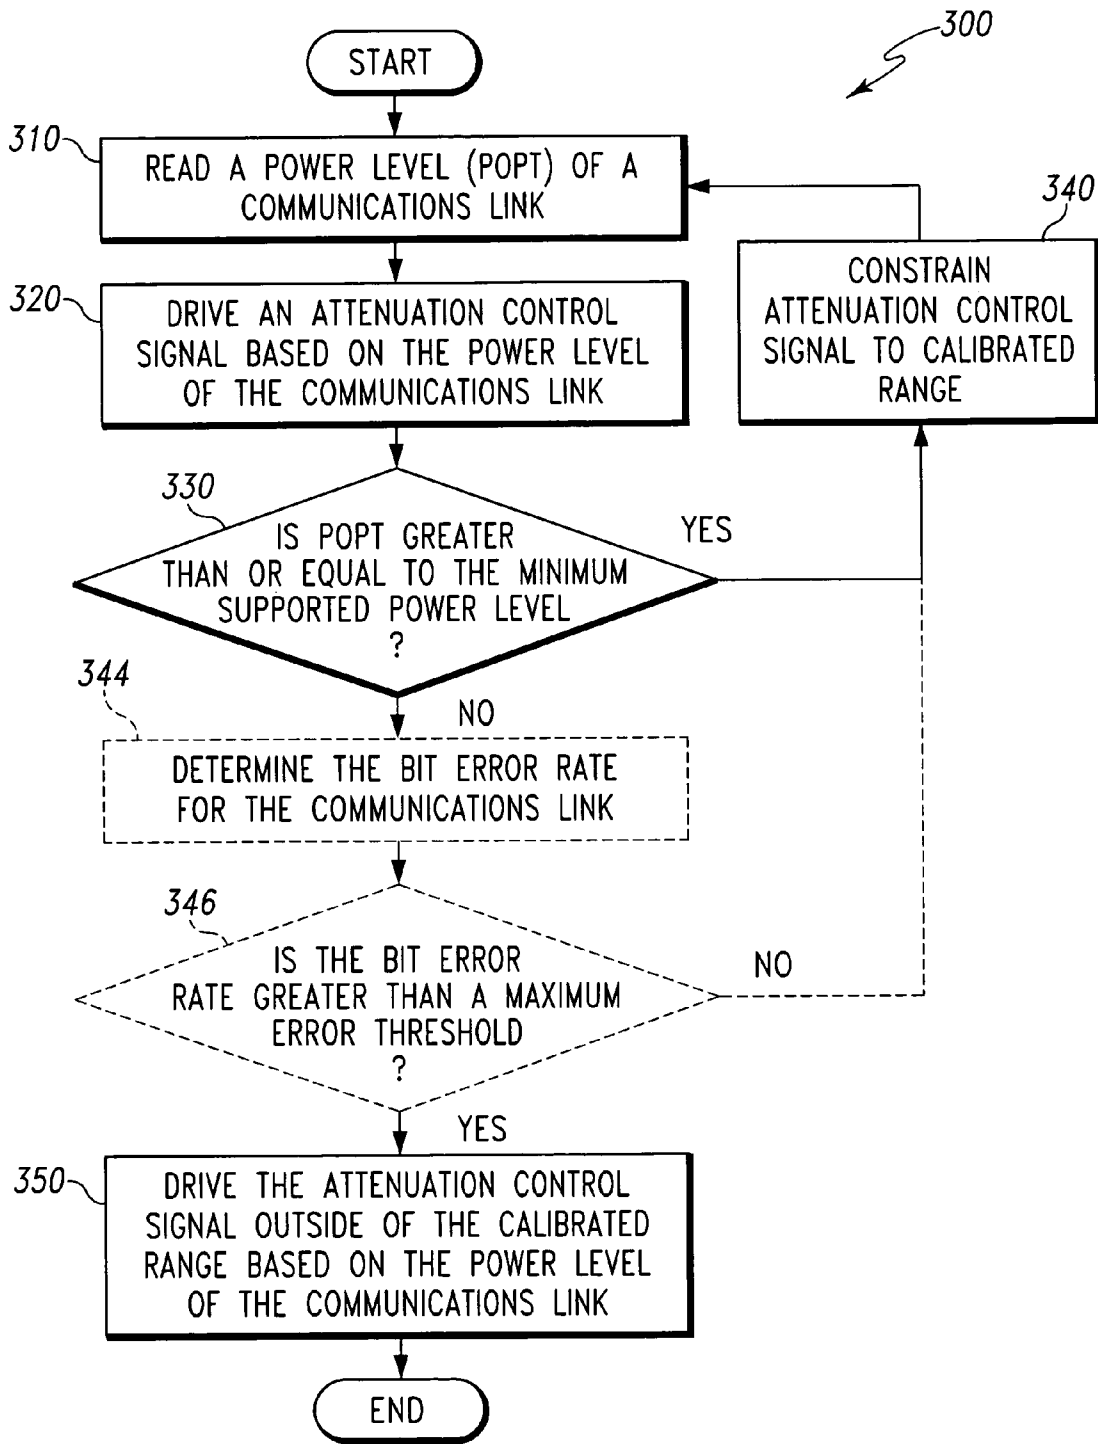 300
START
310
READ A POWER LEVEL (POPT) OF A
COMMUNICATIONS LINK
340
CONSTRAIN
ATTENUATION CONTROL
SIGNAL TO CALIBRATED
RANGE
320
DRIVE AN ATTENUATION CONTROL
SIGNAL BASED ON THE POWER LEVEL
OF THE COMMUNICATIONS LINK
330
IS POPT GREATER
THAN OR EQUAL TO THE MINIMUM
SUPPORTED POWER LEVEL
?
YES
NO
344
DETERMINE THE BIT ERROR RATE
FOR THE COMMUNICATIONS LINK
346
IS THE BIT ERROR
RATE GREATER THAN A MAXIMUM
ERROR THRESHOLD
?
NO
YES
350
DRIVE THE ATTENUATION CONTROL
SIGNAL OUTSIDE OF THE CALIBRATED
RANGE BASED ON THE POWER LEVEL
OF THE COMMUNICATIONS LINK
END